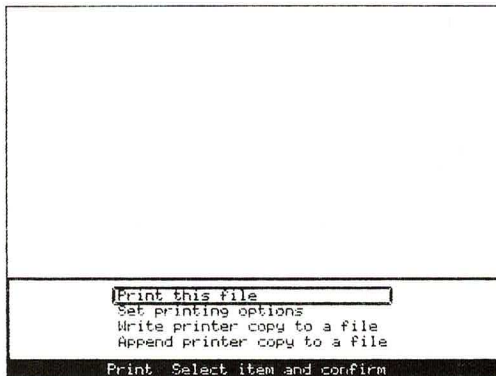 Print this file
Set printing options
Write printer copy to a file
Append printer copy to a file
Print Select item and confirm